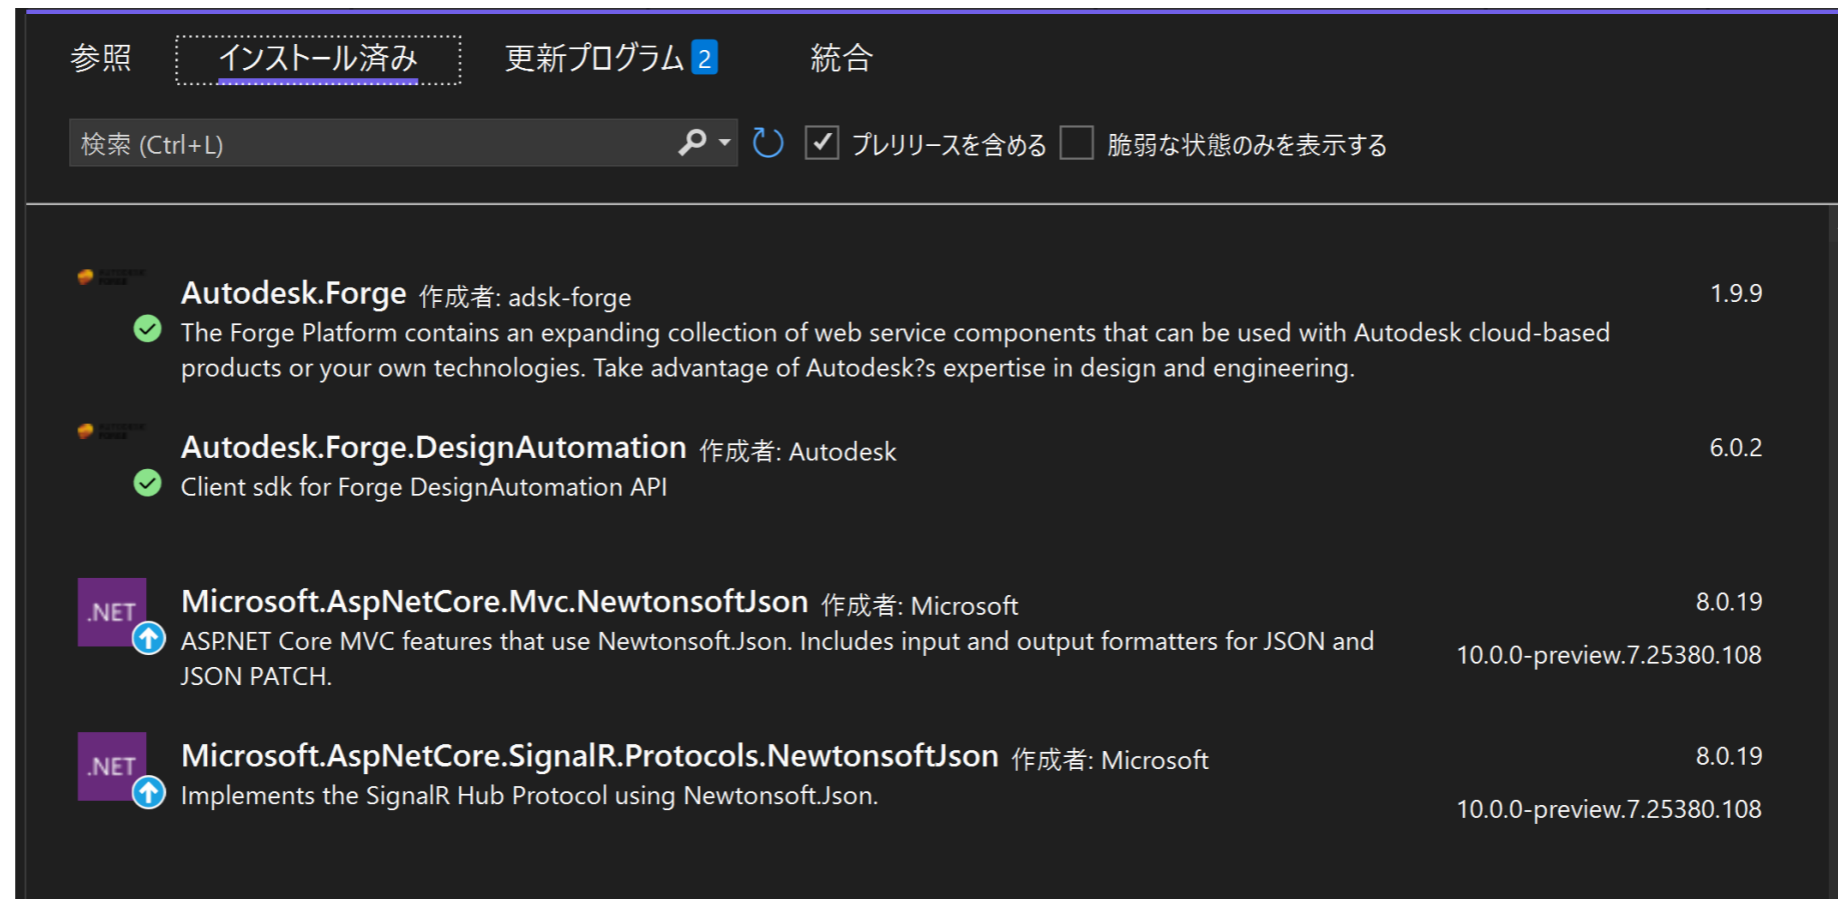 参照 インストール済み 更新プログラム 2 統合
検索 (Ctrl+L) プレリリースを含める 脆弱な状態のみを表示する
Autodesk.Forge 作成者: adsk-forge 1.9.9
The Forge Platform contains an expanding collection of web service components that can be used with Autodesk cloud-based
products or your own technologies. Take advantage of Autodesk?s expertise in design and engineering.
Autodesk.Forge.DesignAutomation 作成者: Autodesk 6.0.2
Client sdk for Forge DesignAutomation API
.NET Microsoft.AspNetCore.Mvc.NewtonsoftJson 作成者: Microsoft 8.0.19
ASP.NET Core MVC features that use Newtonsoft.Json. Includes input and output formatters for JSON and 10.0.0-preview.7.25380.108
JSON PATCH.
.NET Microsoft.AspNetCore.SignalR.Protocols.NewtonsoftJson 作成者: Microsoft 8.0.19
Implements the SignalR Hub Protocol using Newtonsoft.Json. 10.0.0-preview.7.25380.108